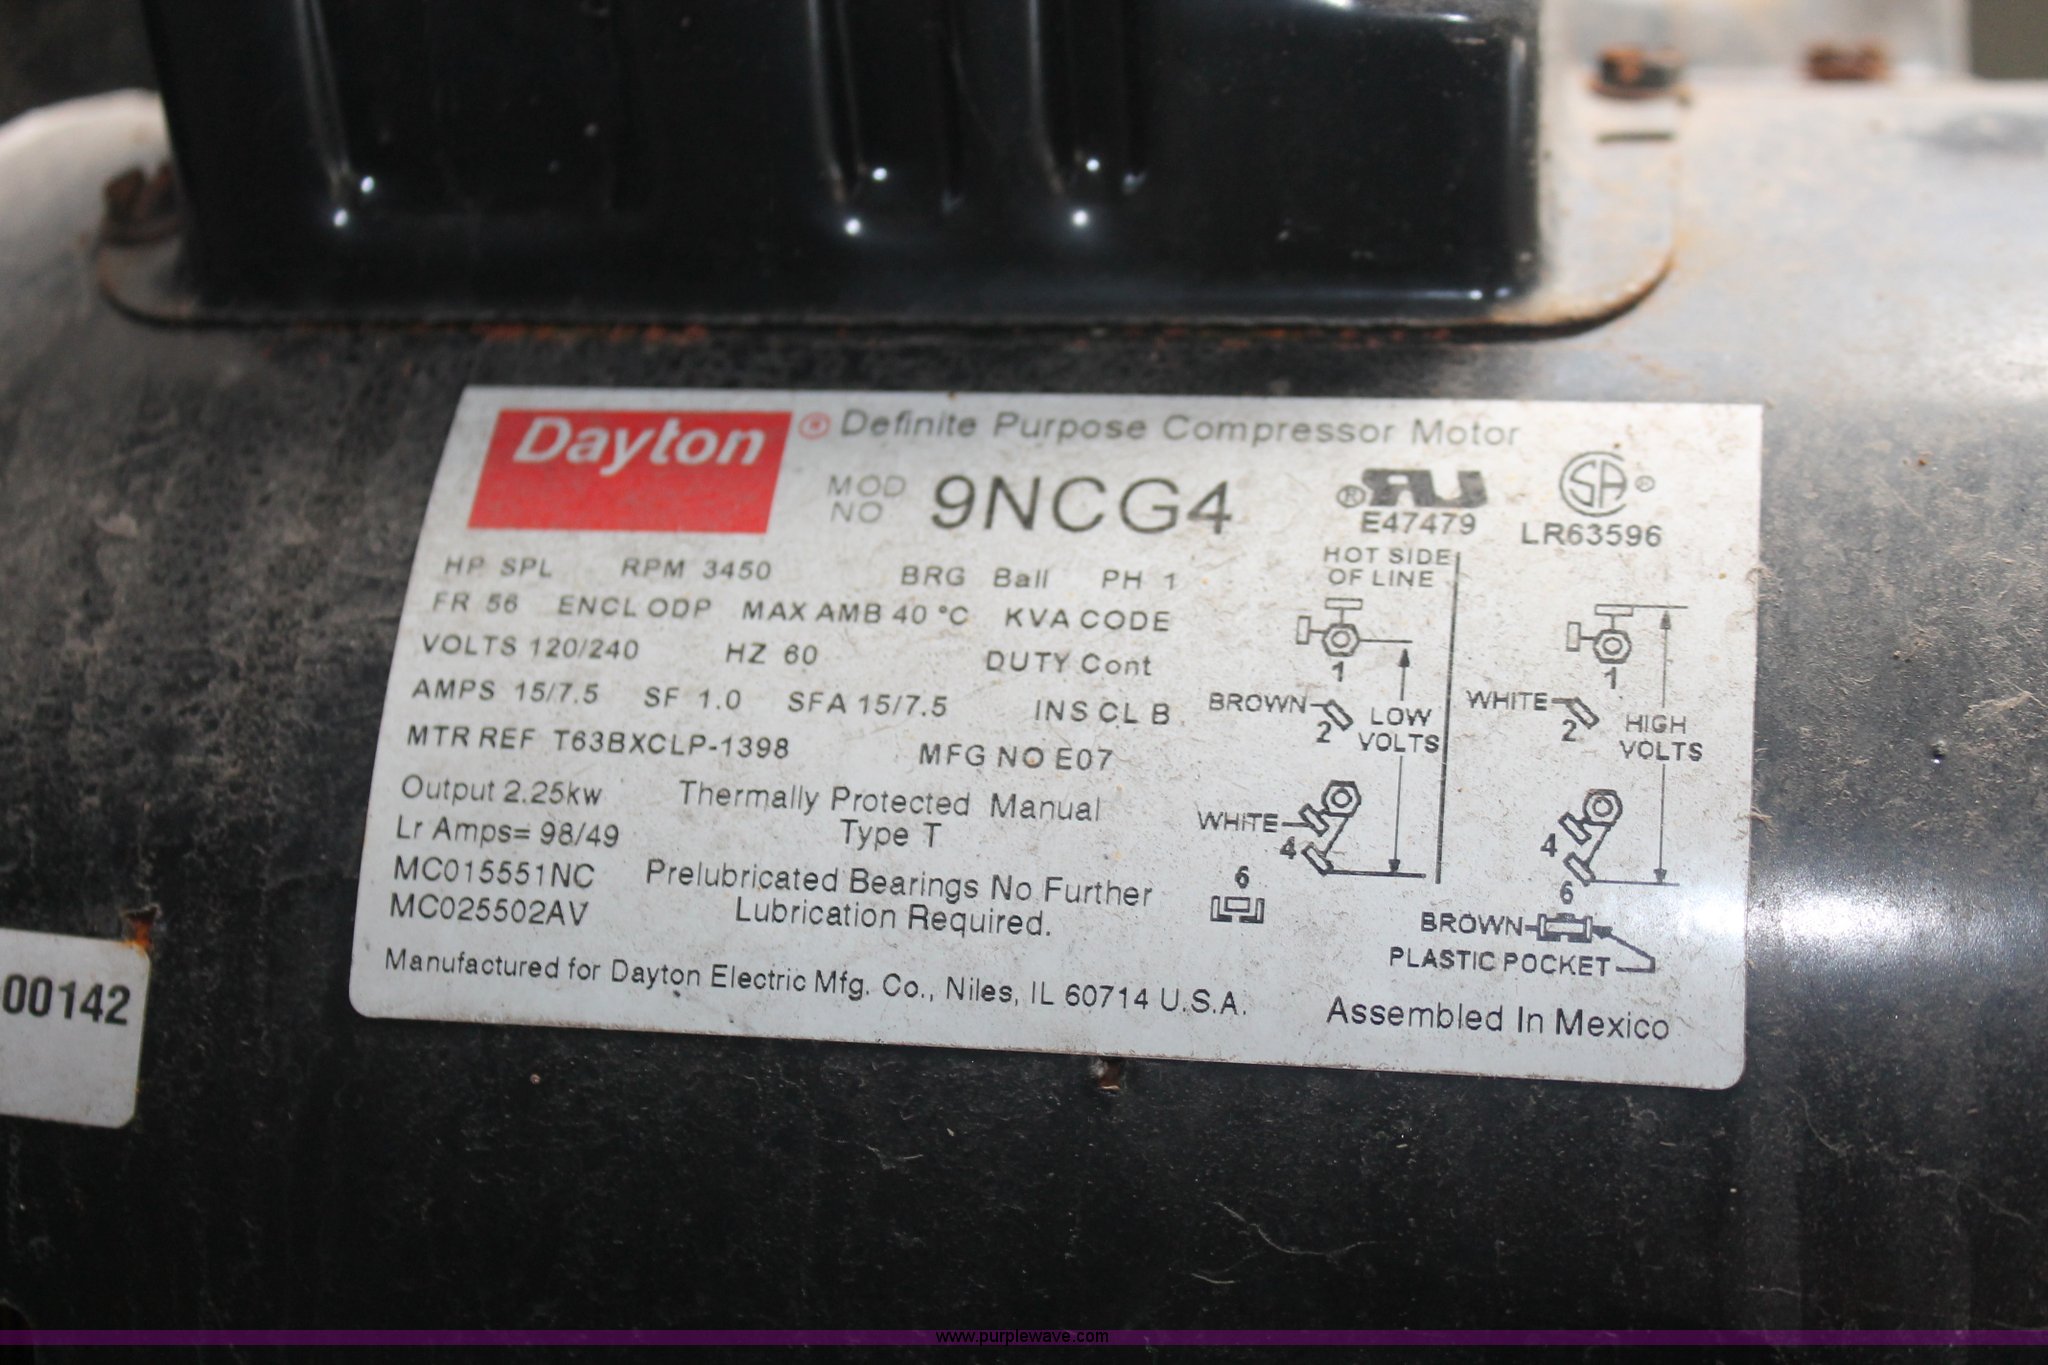 Dayton ® Definite Purpose Compressor Motor
MOD NO 9NCG4
® E47479
SA ® LR63596
HP SPL RPM 3450 BRG Ball PH 1
FR 56 ENCL ODP MAX AMB 40 °C KVA CODE
VOLTS 120/240 HZ 60 DUTY Cont
AMPS 15/7.5 SF 1.0 SFA 15/7.5 INS CL B
MTR REF T63BXCLP-1398 MFG NO E07
Output 2.25kw Thermally Protected Manual
Lr Amps= 98/49 Type T
MC015551NC Prelubricated Bearings No Further
MC025502AV Lubrication Required.
Manufactured for Dayton Electric Mfg. Co., Niles, IL 60714 U.S.A.
HOT SIDE
OF LINE
1
BROWN
2
LOW
VOLTS
WHITE
4
6
1
WHITE
2
HIGH
VOLTS
4
6
BROWN
PLASTIC POCKET
Assembled In Mexico
00142
www.purplewave.com